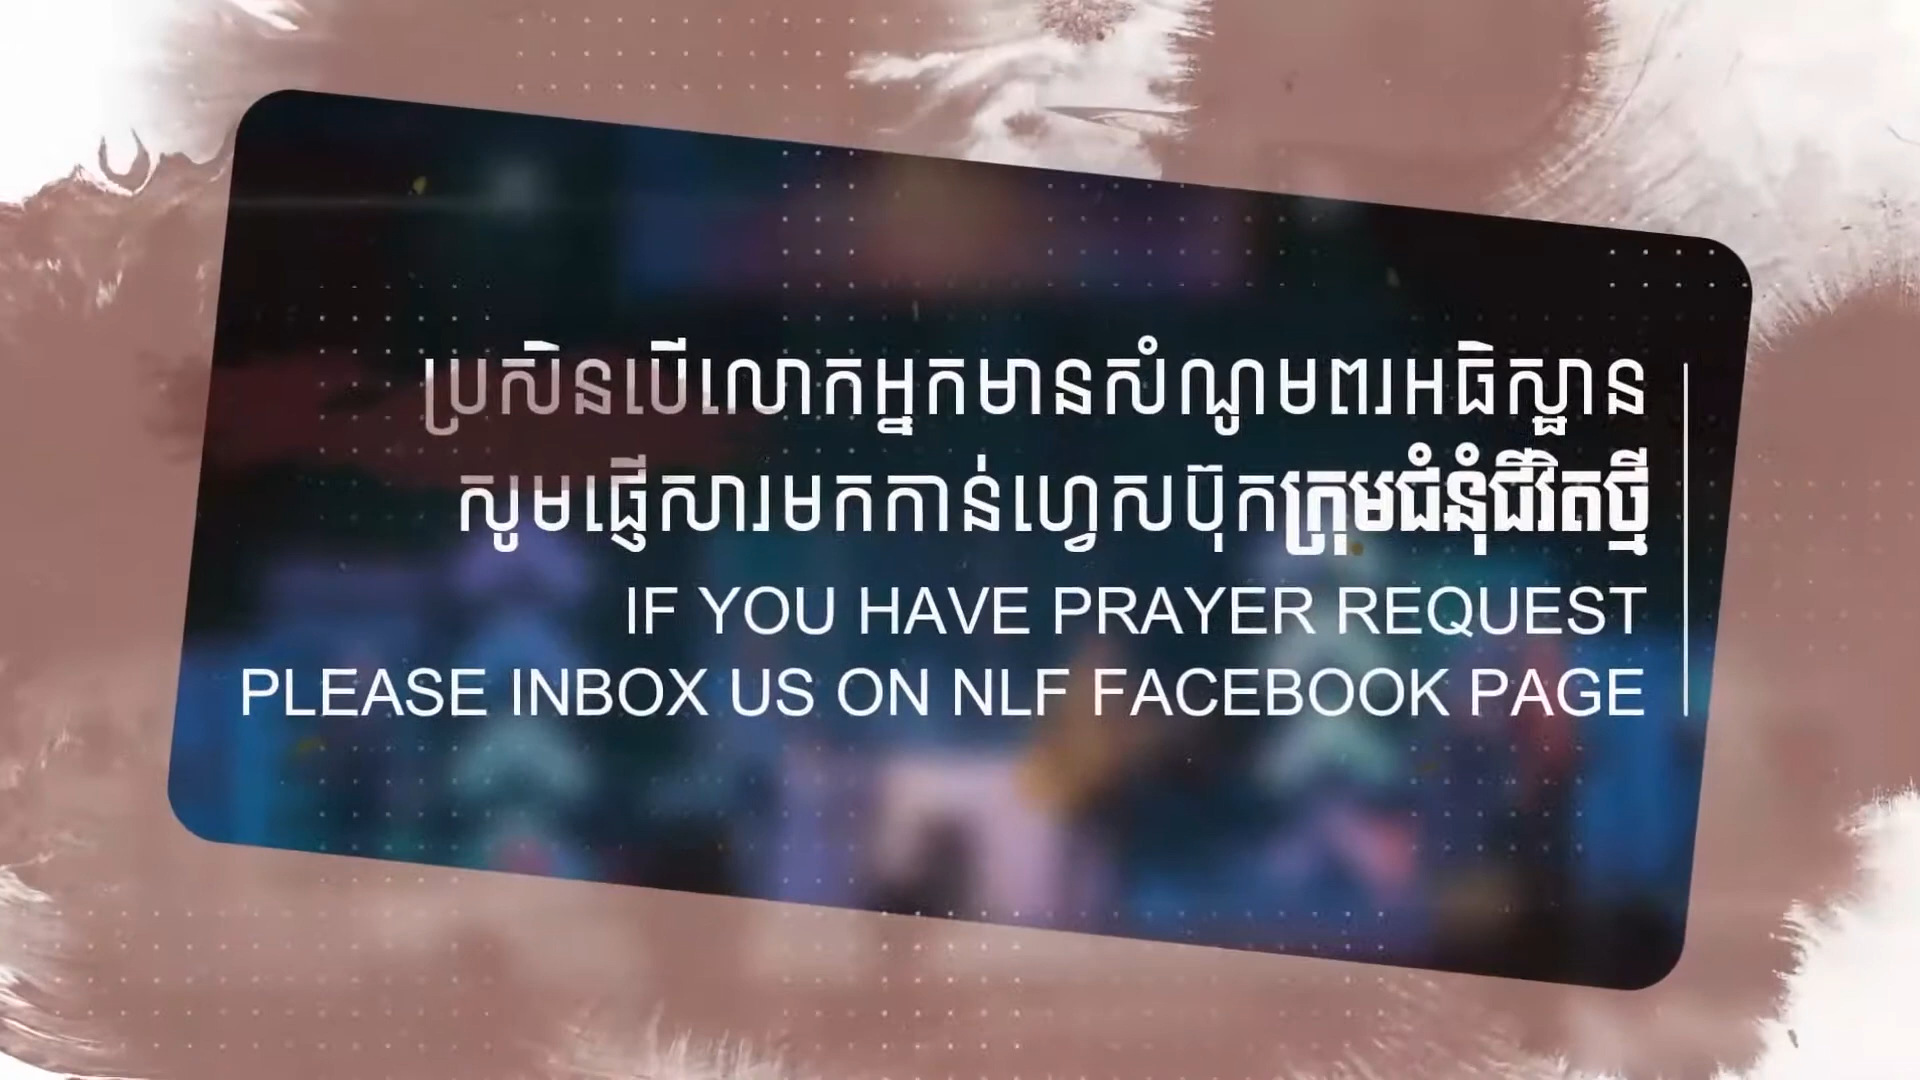 ប្រសិនបើលោកអ្នកមានសំណូមពរអធិស្ឋាន
សូមផ្ញើសារមកកាន់ហ្វេសប៊ុកក្រុមជំនុំជីវិតថ្មី
IF YOU HAVE PRAYER REQUEST
PLEASE INBOX US ON NLF FACEBOOK PAGE